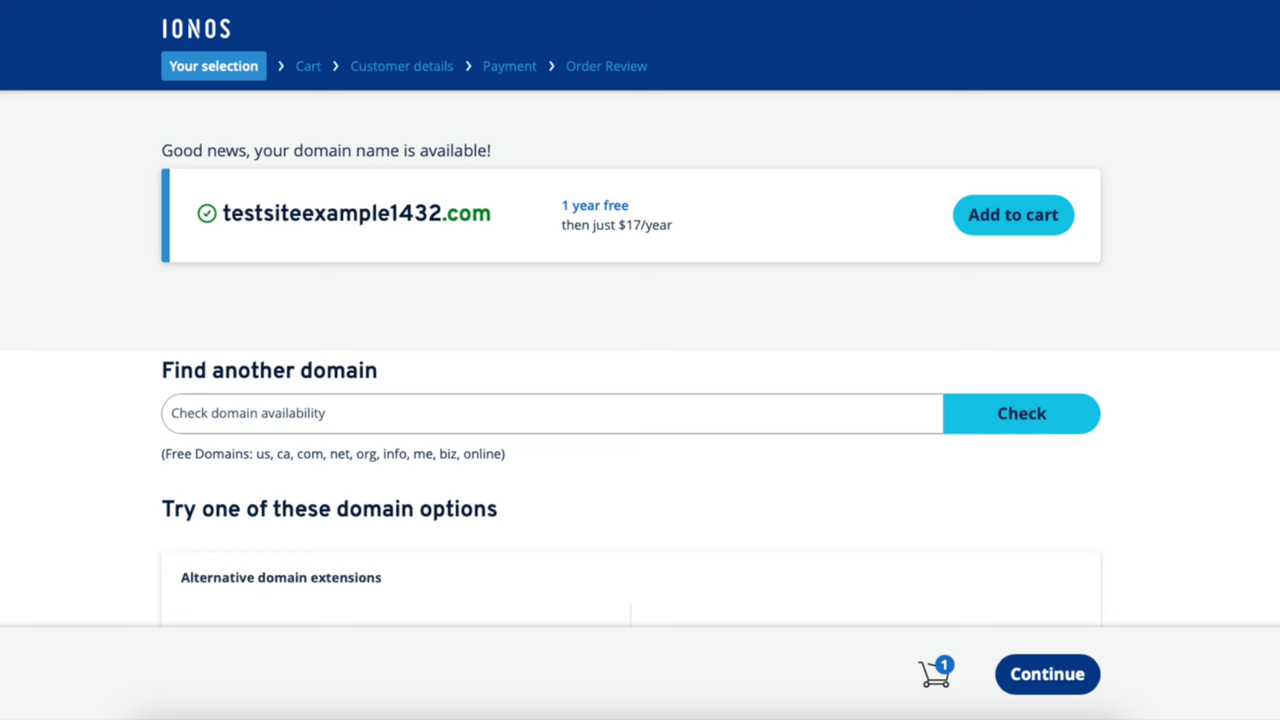 IONOS
Your selection > Cart > Customer details > Payment > Order Review
Good news, your domain name is available!
testsiteexample1432.com
1 year free
then just $17/year
Add to cart
Find another domain
Check domain availability
Check
(Free Domains: us, ca, com, net, org, info, me, biz, online)
Try one of these domain options
Alternative domain extensions
1
Continue